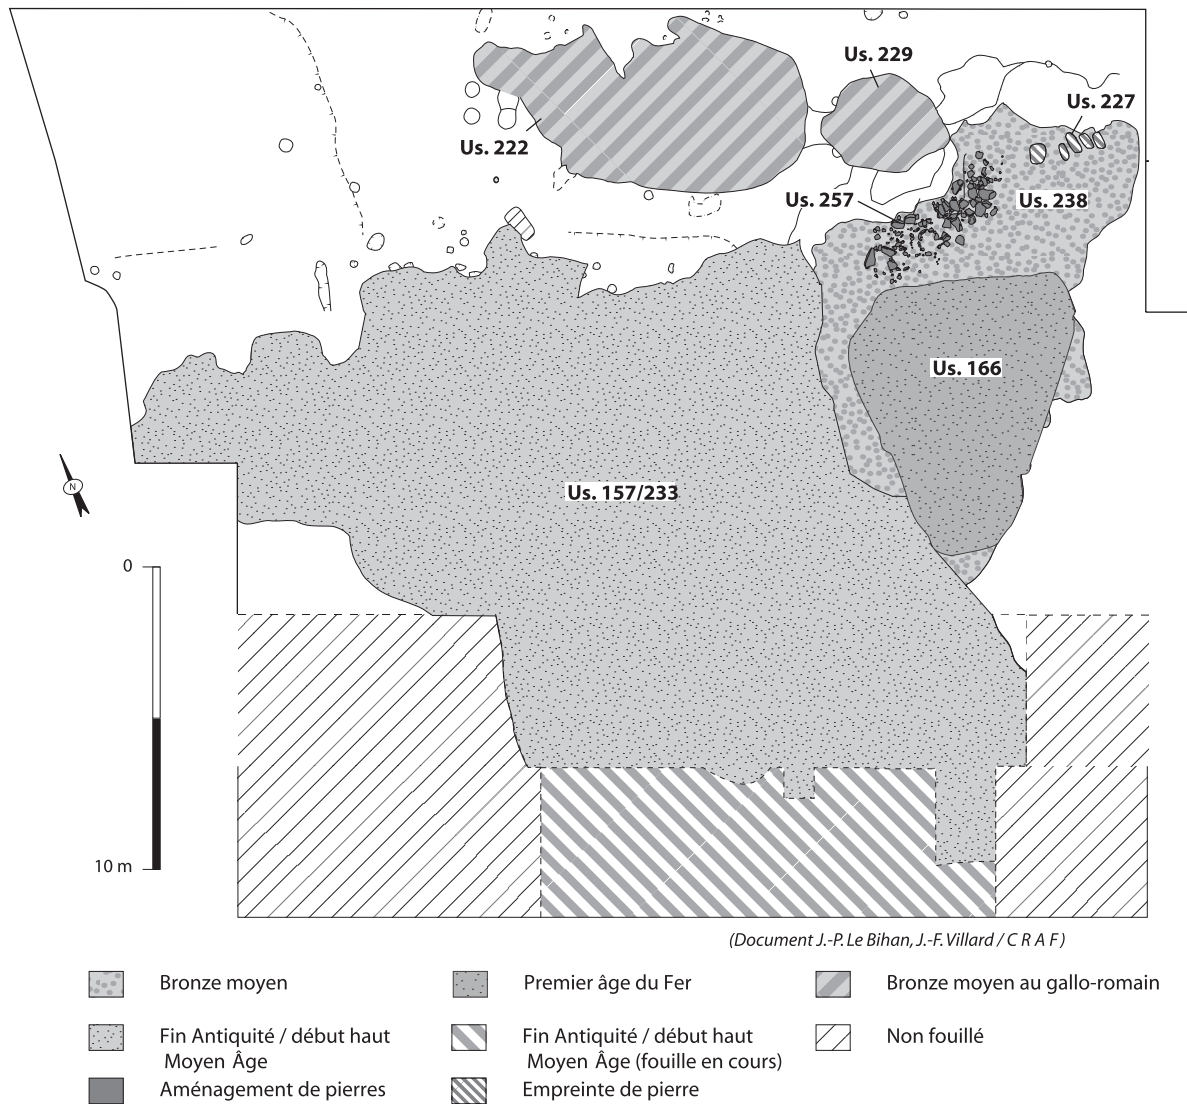 Us. 229
Us. 227
Us. 222
Us. 257
Us. 238
Us. 166
Us. 157/233
N
0
10 m
(Document J.-P. Le Bihan, J.-F. Villard / C R A F )
Bronze moyen
Premier âge du Fer
Bronze moyen au gallo-romain
Fin Antiquité / début haut
Moyen Âge
Fin Antiquité / début haut
Moyen Âge (fouille en cours)
Non fouillé
Aménagement de pierres
Empreinte de pierre